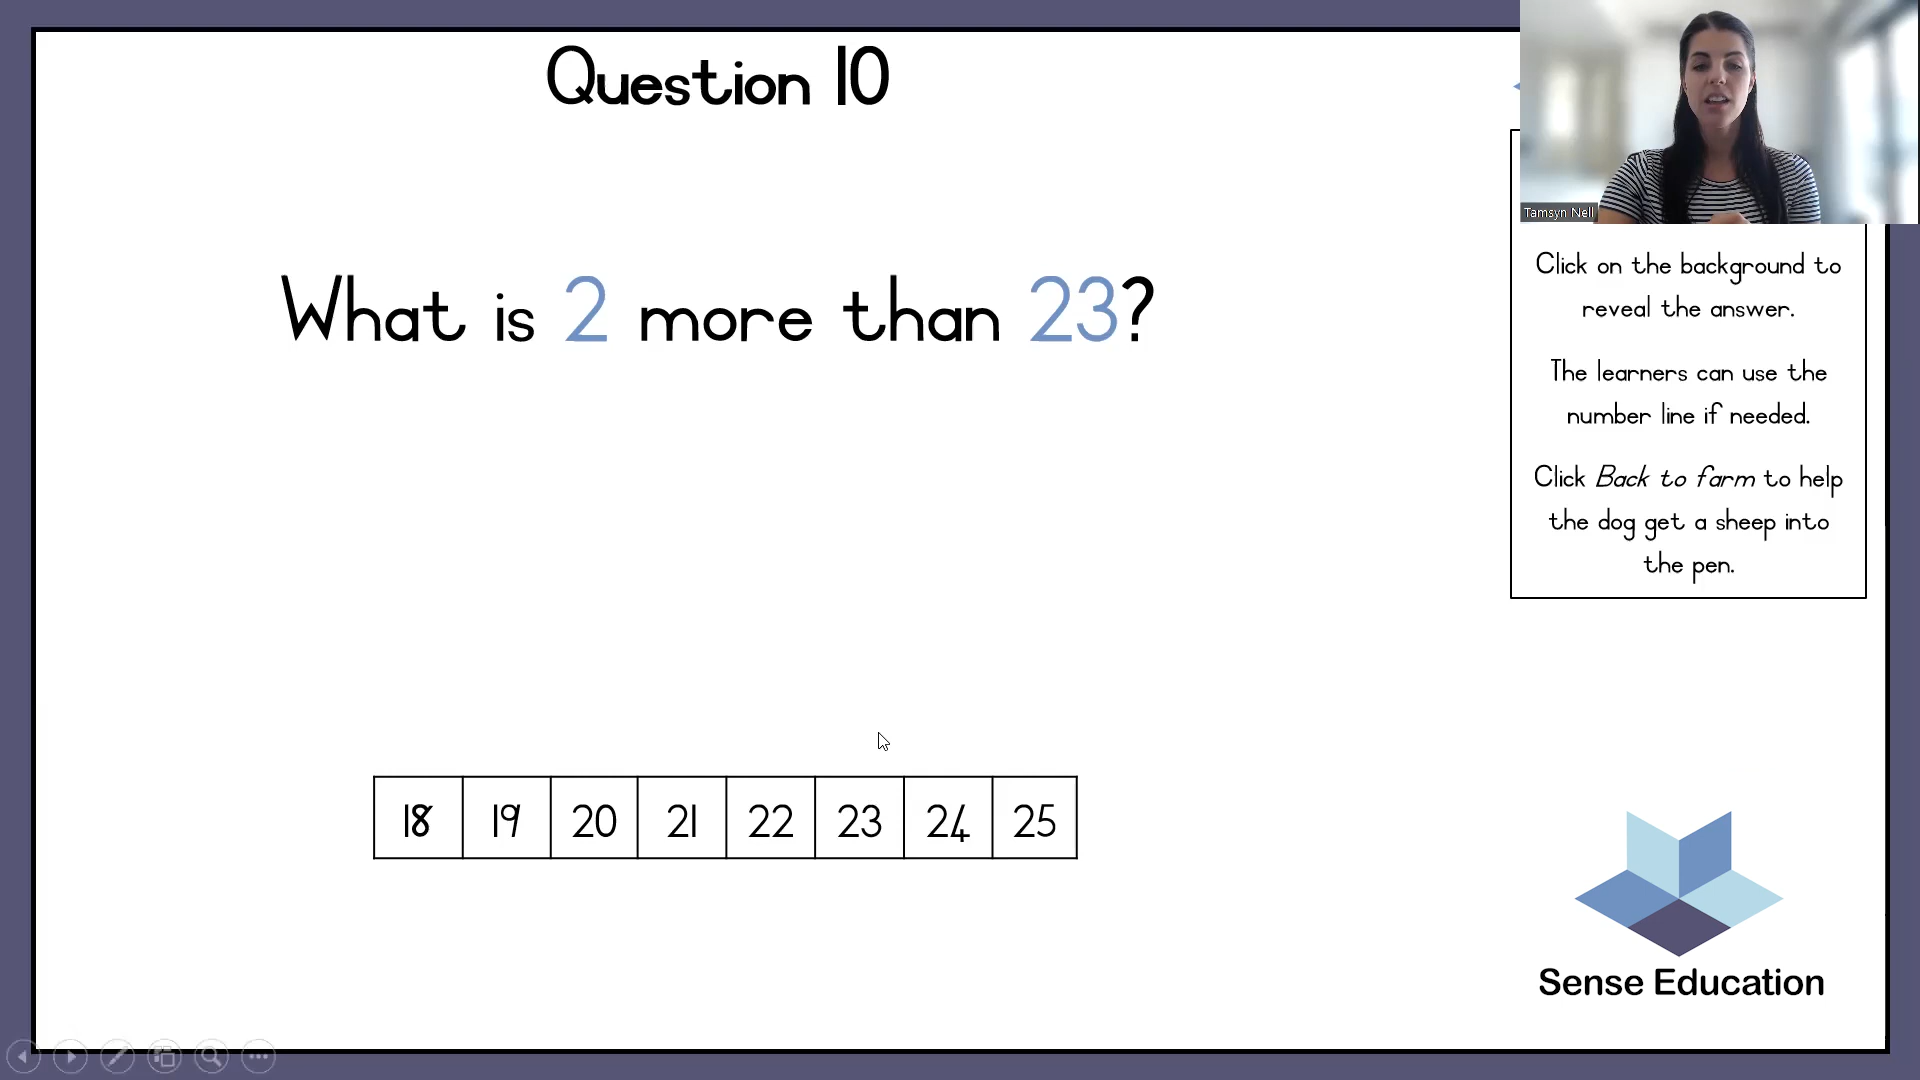 Question 10
What is 2 more than 23?
18 19 20 21 22 23 24 25
Tamsyn Nell
Click on the background to
reveal the answer.
The learners can use the
number line if needed.
Click Back to farm to help
the dog get a sheep into
the pen.
Sense Education